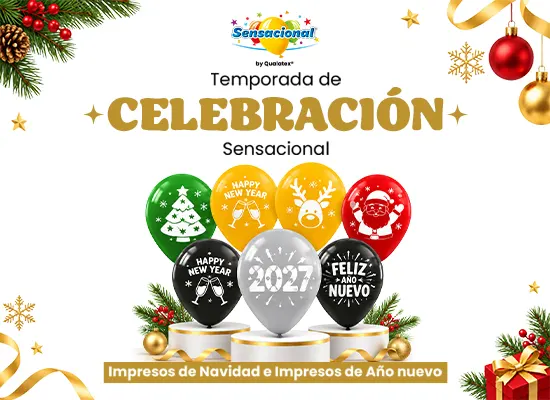 Sensacional
by Qualatex®
Temporada de
CELEBRACIÓN
Sensacional
HAPPY
NEW YEAR
HAPPY
NEW YEAR
2027
FELIZ
AÑO
NUEVO
Impresos de Navidad e Impresos de Año nuevo